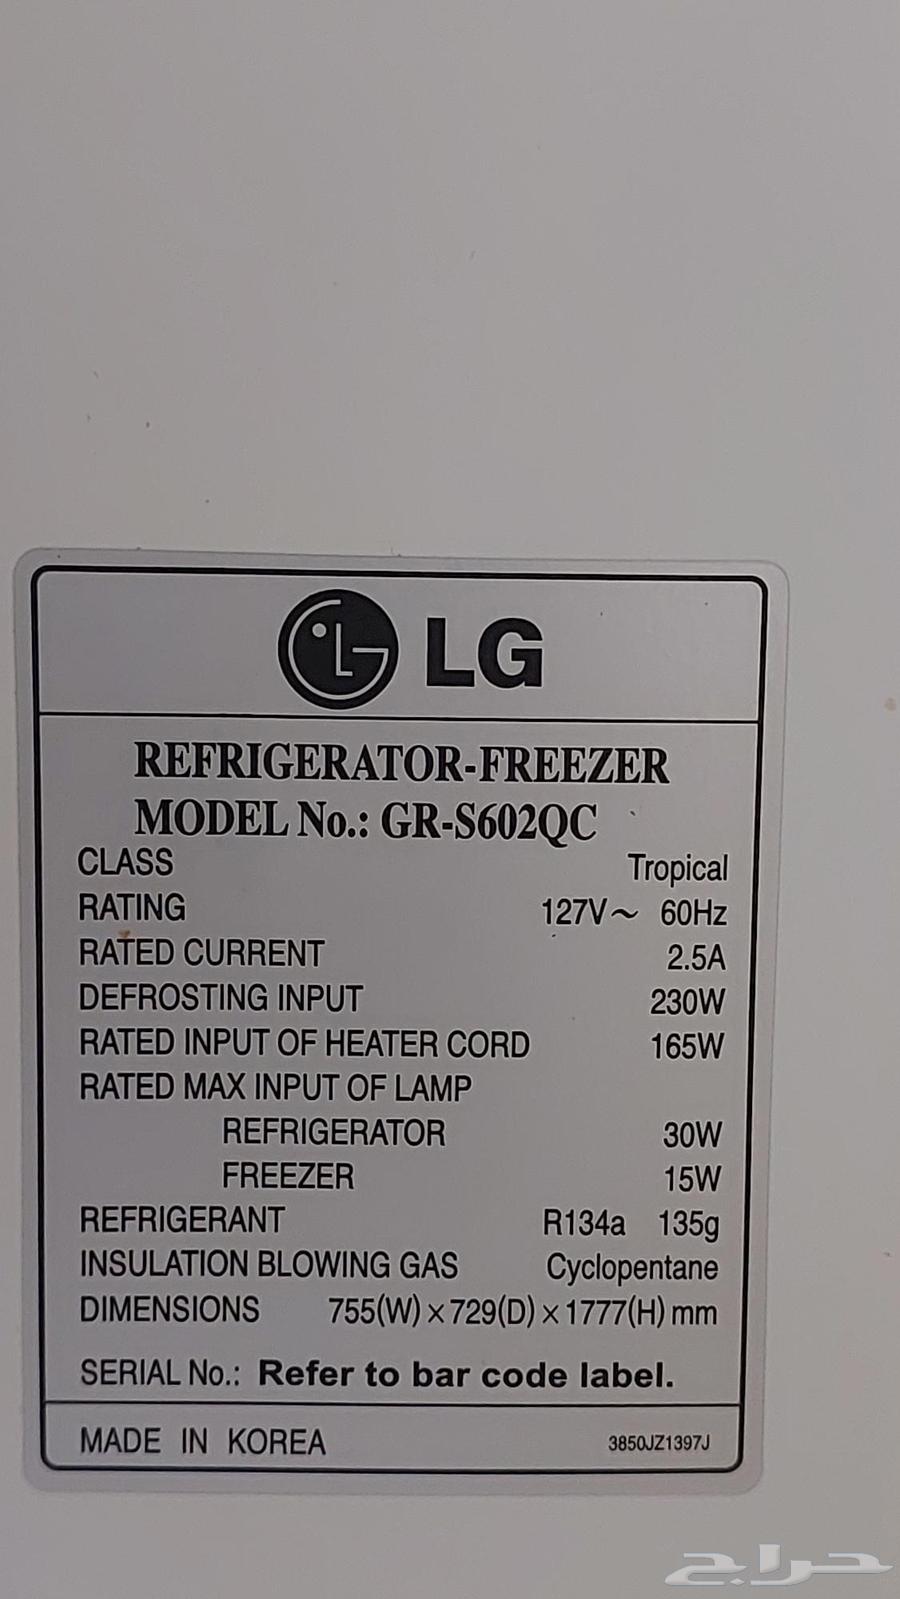 LG
REFRIGERATOR-FREEZER
MODEL No.: GR-S602QC
CLASS Tropical
RATING 127V~ 60Hz
RATED CURRENT 2.5A
DEFROSTING INPUT 230W
RATED INPUT OF HEATER CORD 165W
RATED MAX INPUT OF LAMP
REFRIGERATOR 30W
FREEZER 15W
REFRIGERANT R134a 135g
INSULATION BLOWING GAS Cyclopentane
DIMENSIONS 755(W)×729(D)×1777(H) mm
SERIAL No.: Refer to bar code label.
MADE IN KOREA 3850JZ1397J
حراج